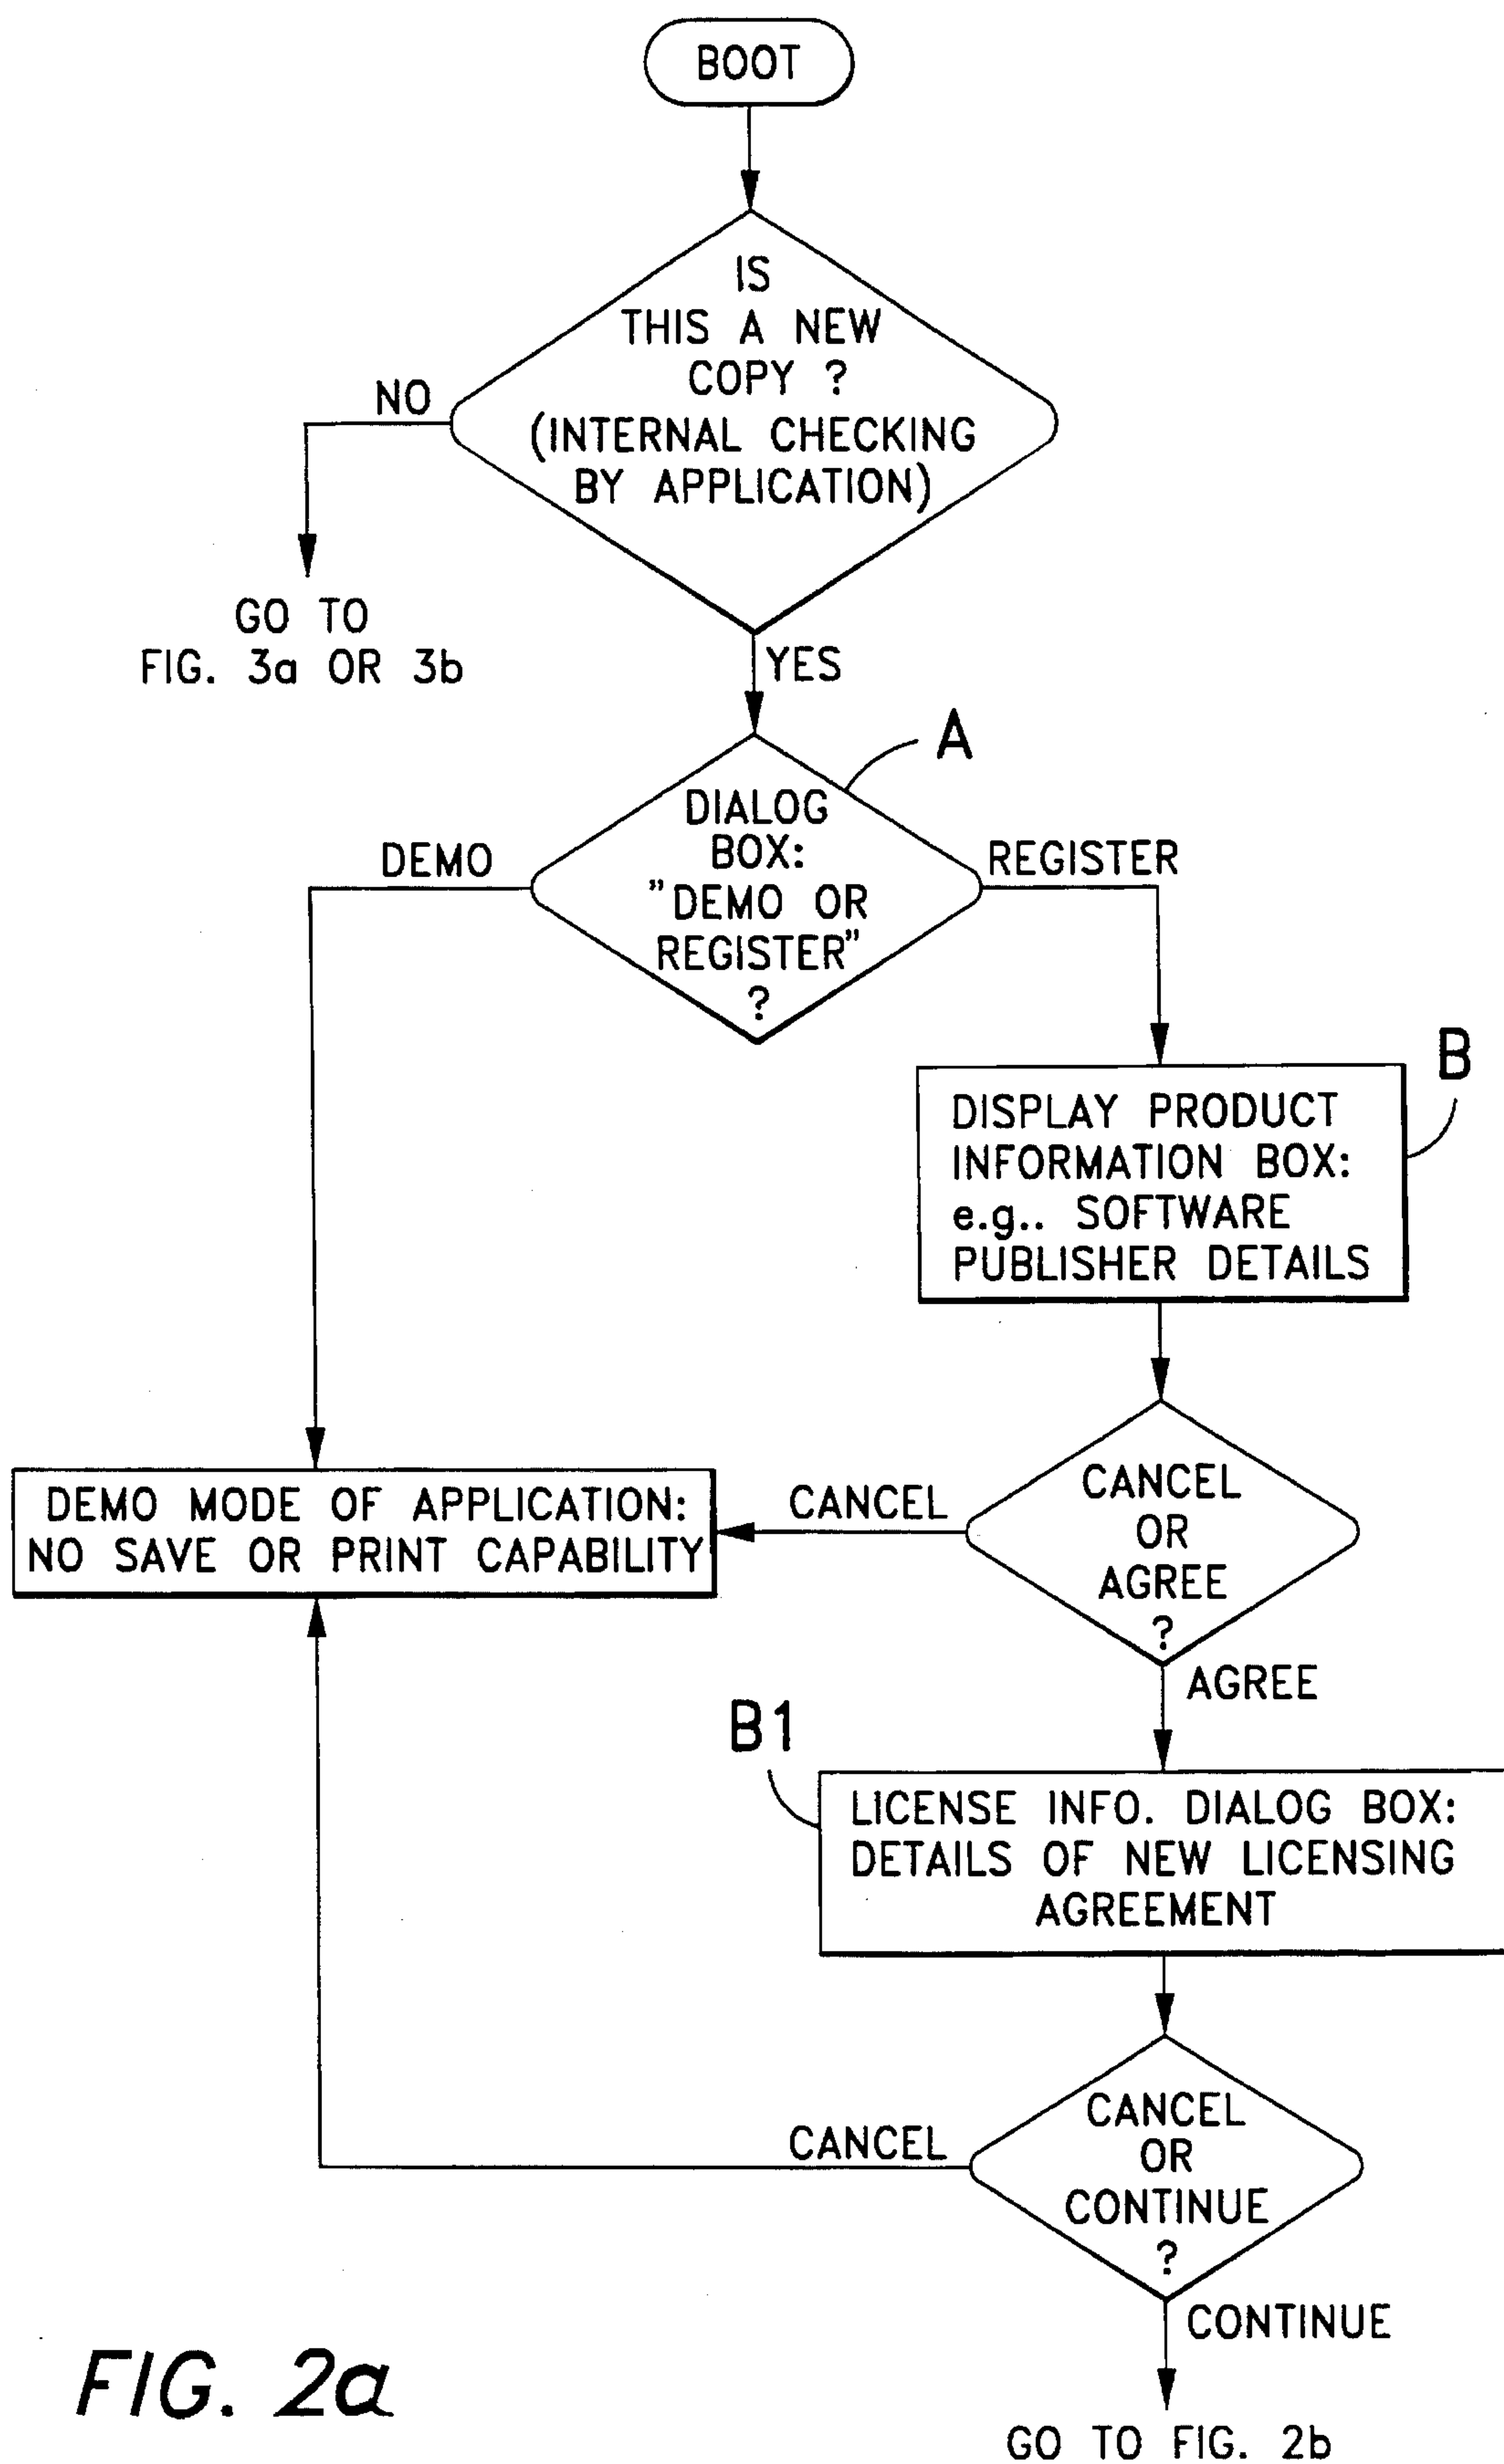 BOOT
IS
THIS A NEW
COPY ?
(INTERNAL CHECKING
BY APPLICATION)
NO
GO TO
FIG. 3a OR 3b
YES
A
DIALOG
BOX:
"DEMO OR
REGISTER"
?
DEMO
REGISTER
B
DISPLAY PRODUCT
INFORMATION BOX:
e.g.. SOFTWARE
PUBLISHER DETAILS
CANCEL
OR
AGREE
?
CANCEL
DEMO MODE OF APPLICATION:
NO SAVE OR PRINT CAPABILITY
AGREE
B1
LICENSE INFO. DIALOG BOX:
DETAILS OF NEW LICENSING
AGREEMENT
CANCEL
OR
CONTINUE
?
CANCEL
CONTINUE
GO TO FIG. 2b
FIG. 2a